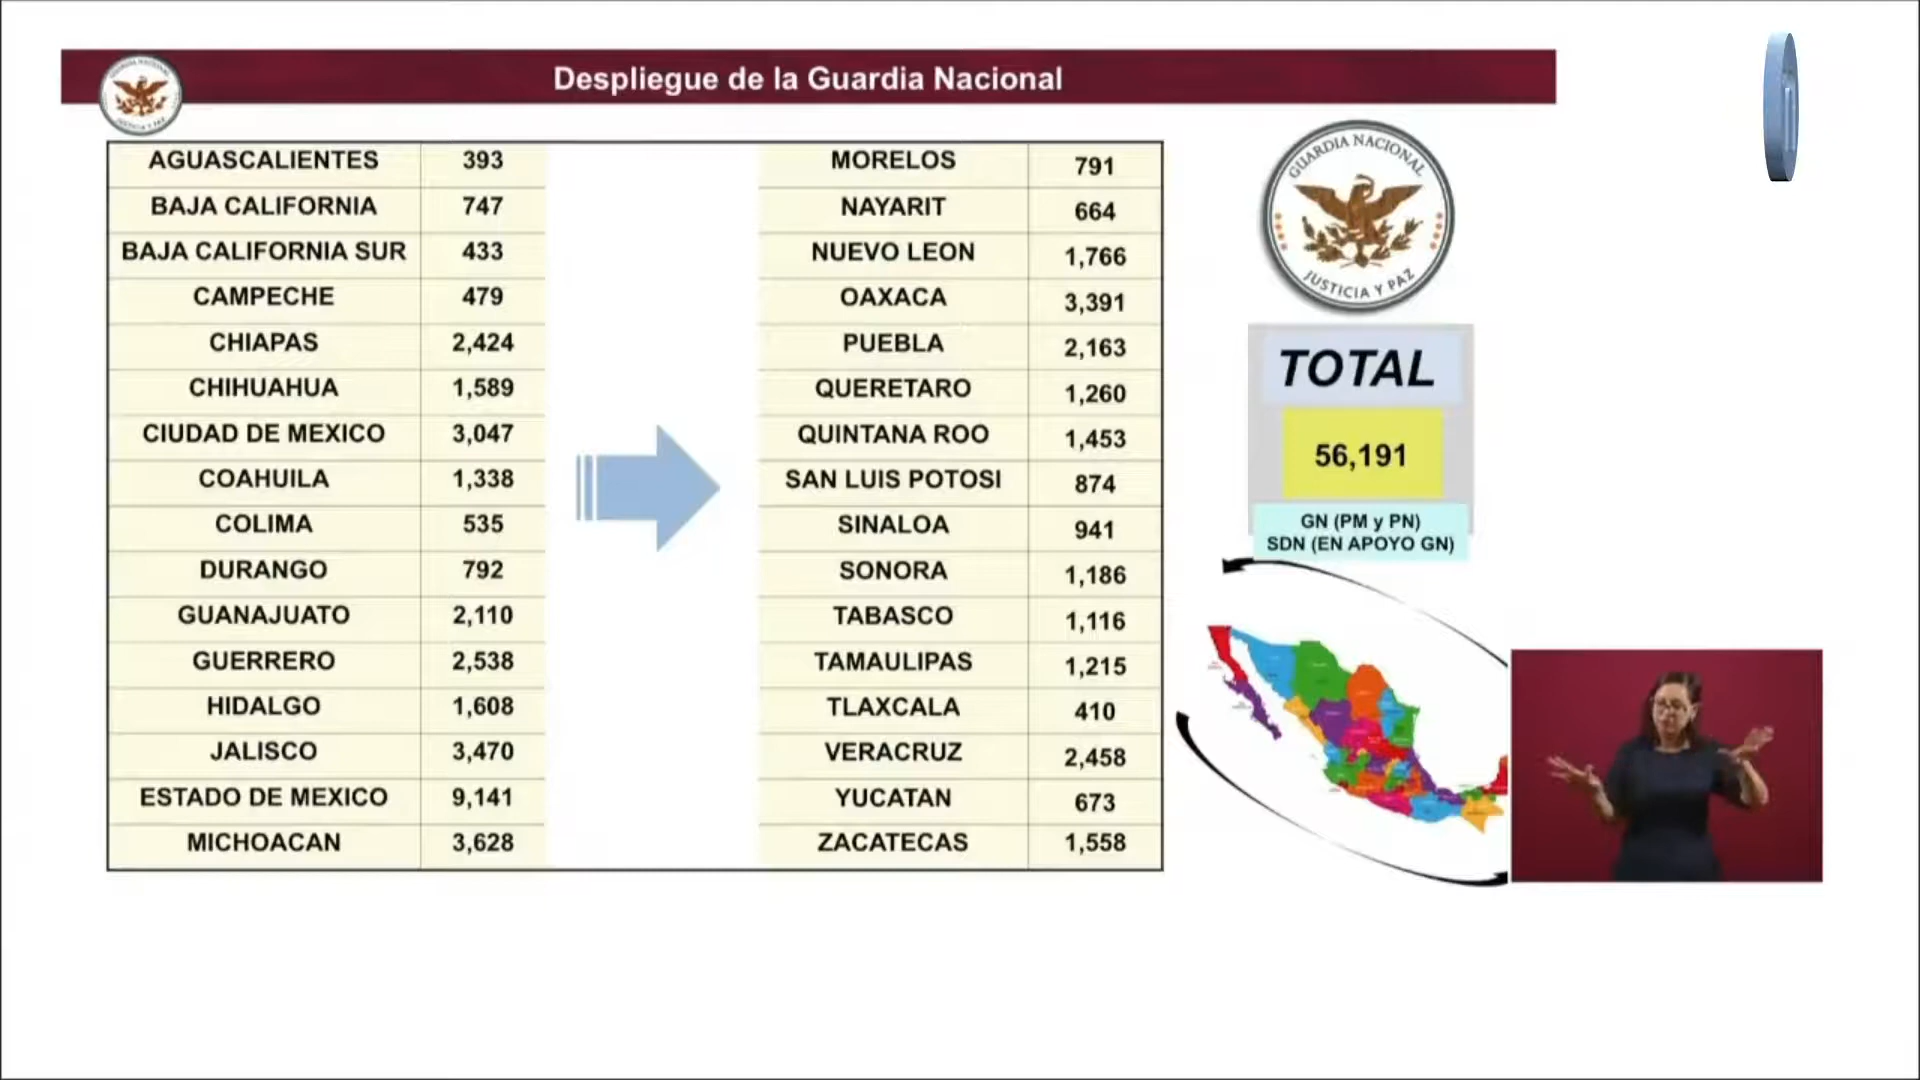 Despliegue de la Guardia Nacional
JUSTICIA Y PAZ
AGUASCALIENTES 393
BAJA CALIFORNIA 747
BAJA CALIFORNIA SUR 433
CAMPECHE 479
CHIAPAS 2,424
CHIHUAHUA 1,589
CIUDAD DE MEXICO 3,047
COAHUILA 1,338
COLIMA 535
DURANGO 792
GUANAJUATO 2,110
GUERRERO 2,538
HIDALGO 1,608
JALISCO 3,470
ESTADO DE MEXICO 9,141
MICHOACAN 3,628
MORELOS 791
NAYARIT 664
NUEVO LEON 1,766
OAXACA 3,391
PUEBLA 2,163
QUERETARO 1,260
QUINTANA ROO 1,453
SAN LUIS POTOSI 874
SINALOA 941
SONORA 1,186
TABASCO 1,116
TAMAULIPAS 1,215
TLAXCALA 410
VERACRUZ 2,458
YUCATAN 673
ZACATECAS 1,558
GUARDIA NACIONAL
JUSTICIA Y PAZ
TOTAL
56,191
GN (PM y PN)
SDN (EN APOYO GN)